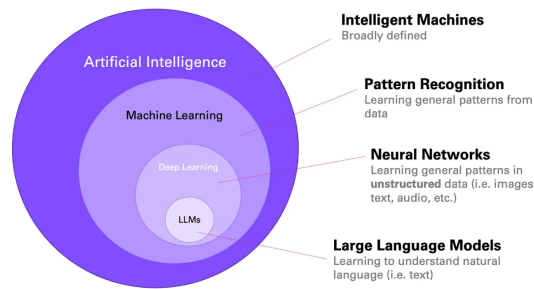 Intelligent Machines
Broadly defined
Artificial Intelligence
Pattern Recognition
Learning general patterns from
data
Machine Learning
Neural Networks
Learning general patterns in
unstructured data (i.e. images
text, audio, etc.)
Deep Learning
LLMs
Large Language Models
Learning to understand natural
language (i.e. text)